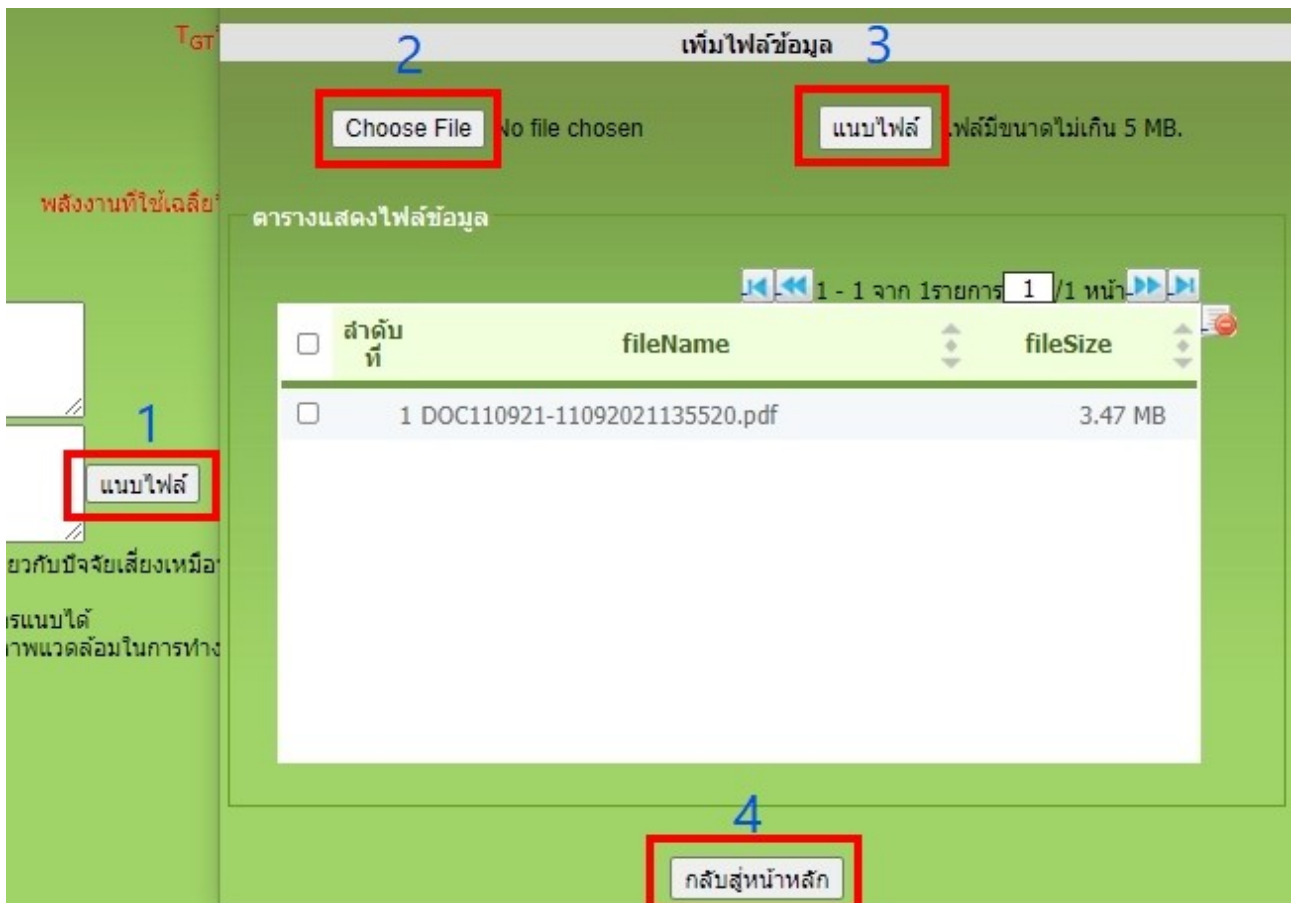 T GT
2
เพิ่มไฟล์ข้อมูล
3
Choose File
No file chosen
แนบไฟล์
ไฟล์มีขนาดไม่เกิน 5 MB.
พลังงานที่ใช้เฉลี่ย
ตารางแสดงไฟล์ข้อมูล
1 - 1 จาก 1รายการ 1 /1 หน้า
ลำดับ
ที่
fileName
fileSize
1 DOC110921-11092021135520.pdf
3.47 MB
1
แนบไฟล์
ยวกับปัจจัยเสี่ยงเหมือ
รแนบได้
าพแวดล้อมในการทำง
4
กลับสู่หน้าหลัก